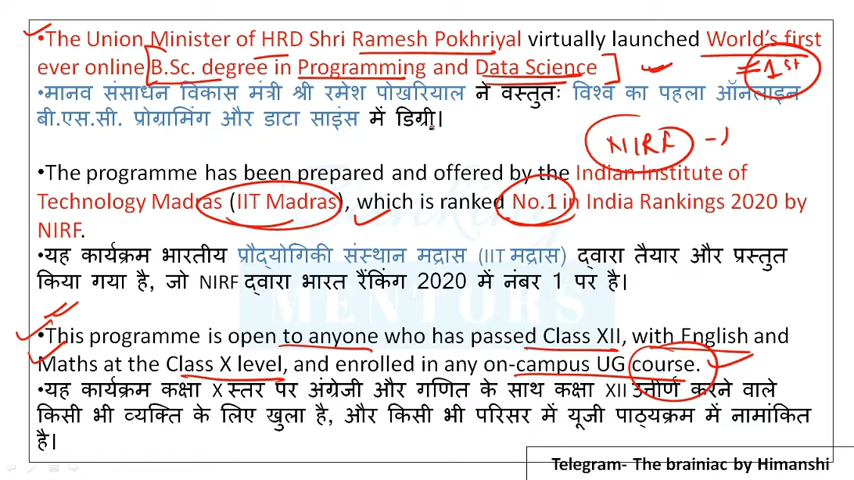 •The Union Minister of HRD Shri Ramesh Pokhriyal virtually launched World's first
ever online B.Sc. degree in Programming and Data Science
= 1st
•मानव संसाधन विकास मंत्री श्री रमेश पोखरियाल ने वस्तुतः विश्व का पहला ऑनलाइन
बी.एस.सी. प्रोग्रामिंग और डाटा साइंस में डिग्री।
NIRF -1
•The programme has been prepared and offered by the Indian Institute of
Technology Madras (IIT Madras), which is ranked No.1 in India Rankings 2020 by
NIRF.
•यह कार्यक्रम भारतीय प्रौद्योगिकी संस्थान मद्रास (IIT मद्रास) द्वारा तैयार और प्रस्तुत
किया गया है, जो NIRF द्वारा भारत रैंकिंग 2020 में नंबर 1 पर है।
MENTORS
•This programme is open to anyone who has passed Class XII, with English and
Maths at the Class X level, and enrolled in any on-campus UG course.
•यह कार्यक्रम कक्षा X स्तर पर अंग्रेजी और गणित के साथ कक्षा XII उत्तीर्ण करने वाले
किसी भी व्यक्ति के लिए खुला है, और किसी भी परिसर में यूजी पाठ्यक्रम में नामांकित
है।
Telegram- The brainiac by Himanshi